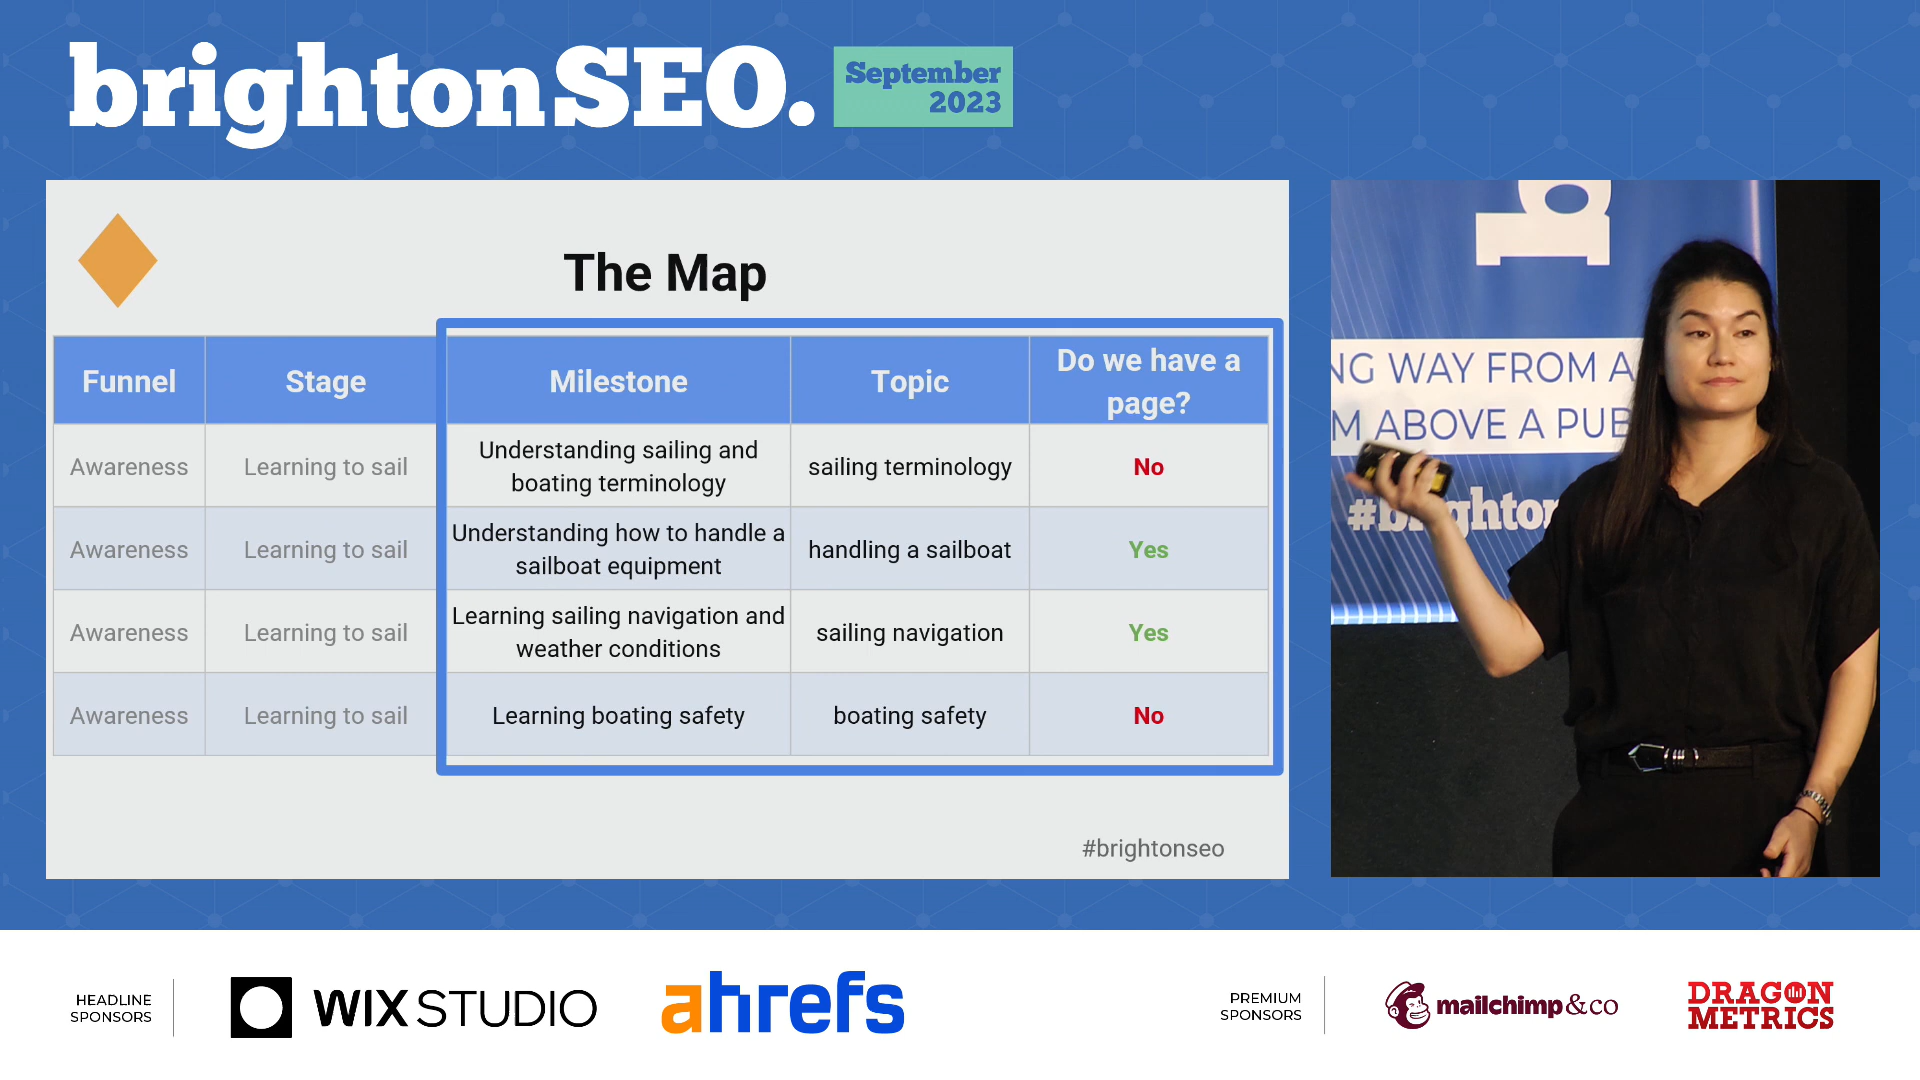 brightonSEO.
September
2023
The Map
Funnel
Stage
Milestone
Topic
Do we have a
page?
Awareness
Learning to sail
Understanding sailing and
boating terminology
sailing terminology
No
Awareness
Learning to sail
Understanding how to handle a
sailboat equipment
handling a sailboat
Yes
Awareness
Learning to sail
Learning sailing navigation and
weather conditions
sailing navigation
Yes
Awareness
Learning to sail
Learning boating safety
boating safety
No
#brightonseo
b
NG WAY FROM A
M ABOVE A PUB
HEADLINE
SPONSORS
WIX STUDIO
ahrefs
PREMIUM
SPONSORS
mailchimp & co
DRAGON
METRICS